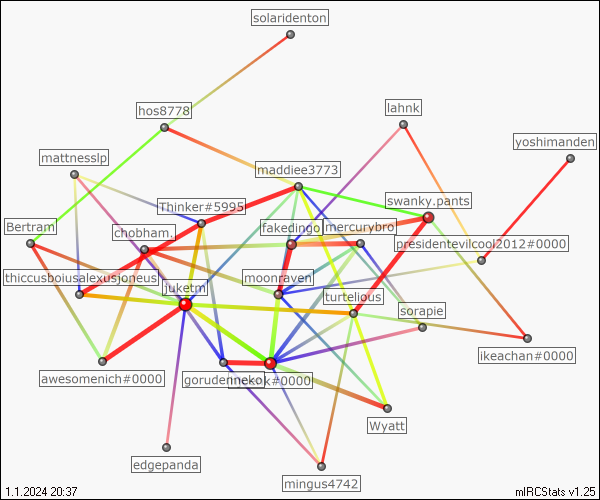 solaridenton
hos8778
lahnk
yoshimanden
mattnesslp
maddiee3773
swanky.pants
Thinker#5995
Bertram
chobham.
fakedingo
mercurybro
presidentevilcool2012#0000
thiccusboiusalexusjoneus
juketm
moonraven
turtelious
sorapie
ikeachan#0000
awesomenich#0000
gorudenneko
#0000
Wyatt
edgepanda
mingus4742
1.1.2024 20:37
mIRCStats v1.25